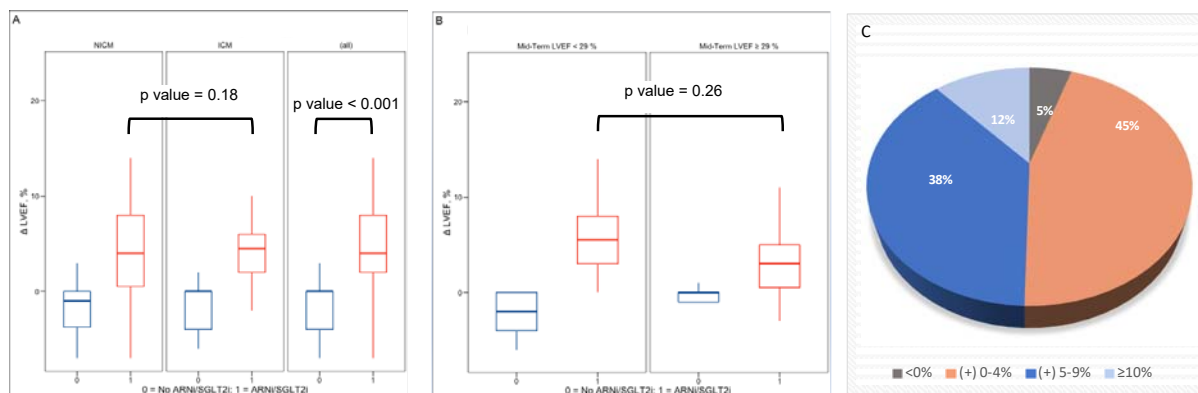 A
NICM
ICM
(all)
p value = 0.18
p value < 0.001
Δ LVEF, %
20
10
0
0
1
0
1
0
1
0 = No ARNi/SGLT2i; 1 = ARNi/SGLT2i
B
Mid-Term LVEF < 29 %
Mid-Term LVEF ≥ 29 %
p value = 0.26
Δ LVEF, %
20
10
0
0
1
0
1
0 = No ARNi/SGLT2i; 1 = ARNi/SGLT2i
C
5%
45%
12%
38%
<0%
(+) 0-4%
(+) 5-9%
≥10%